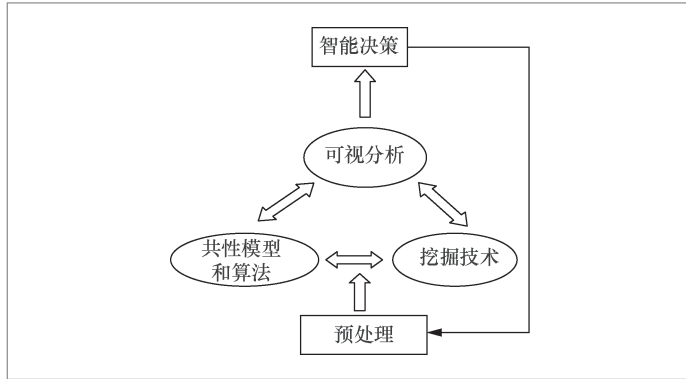 智能决策
可视分析
共性模型
和算法
挖掘技术
预处理